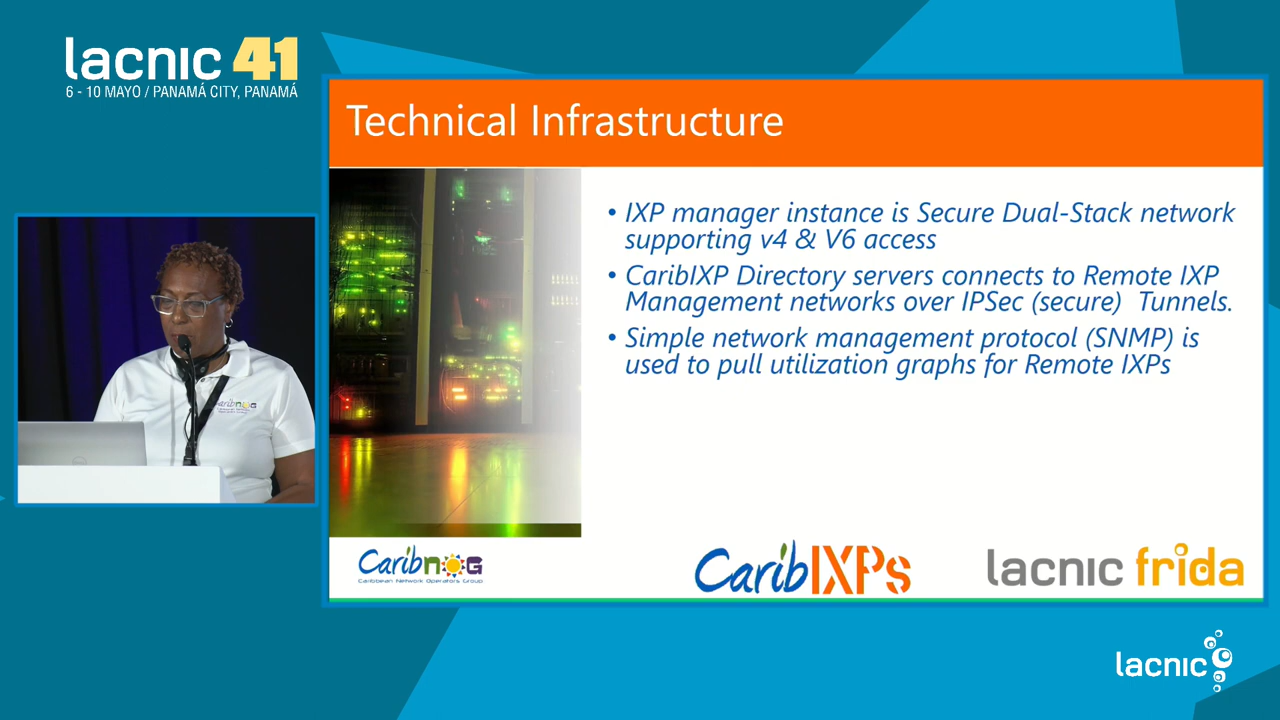 lacnic 41
6 - 10 MAYO / PANAMÁ CITY, PANAMÁ
Technical Infrastructure
• IXP manager instance is Secure Dual-Stack network
supporting v4 & V6 access
• CaribIXP Directory servers connects to Remote IXP
Management networks over IPSec (secure) Tunnels.
• Simple network management protocol (SNMP) is
used to pull utilization graphs for Remote IXPs
Caribnog
Caribnog
Caribbean Network Operators Group
CaribIXPs
lacnic frida
lacnic